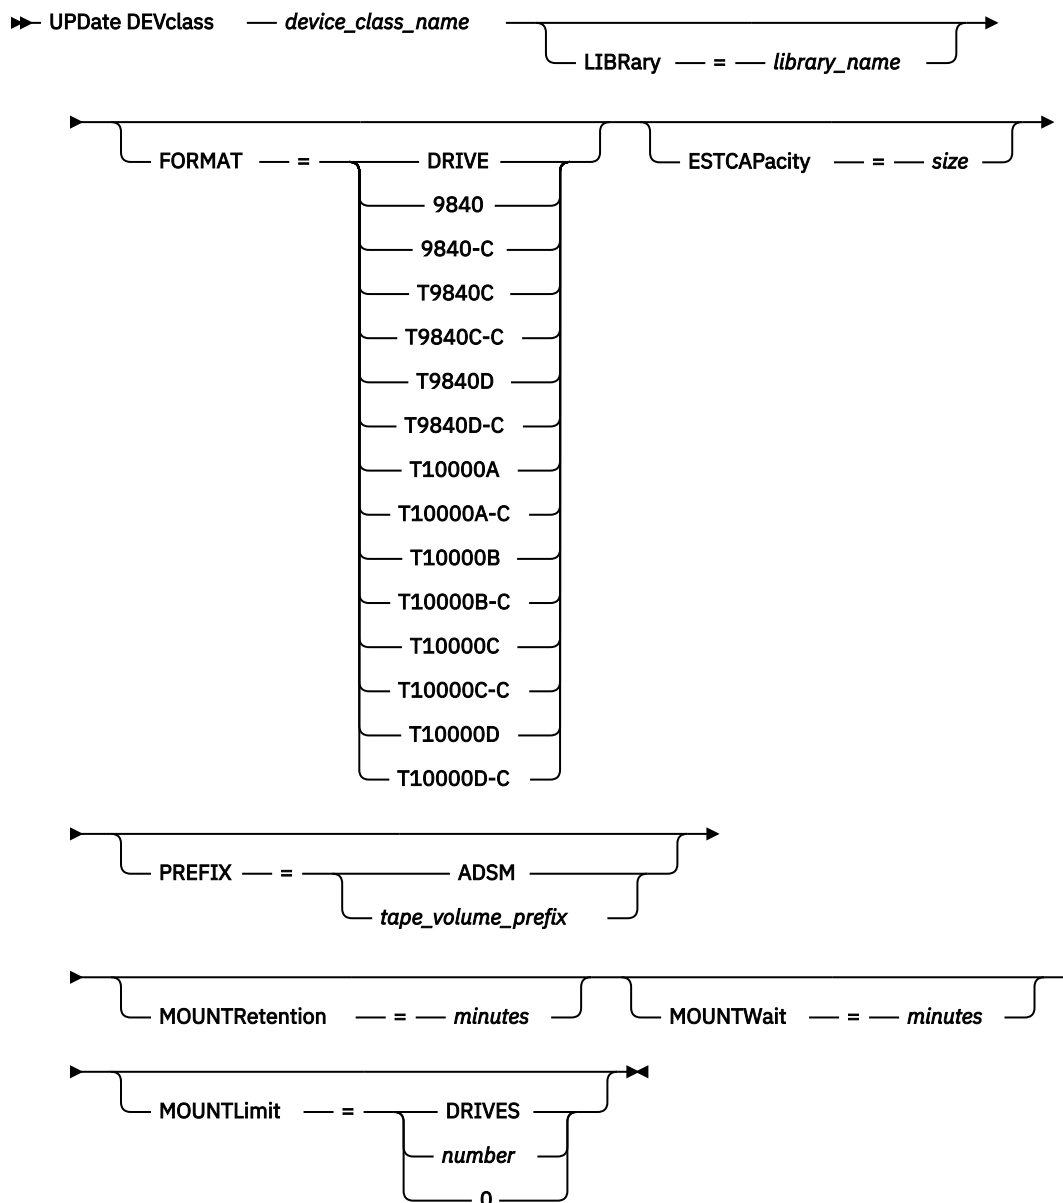 UPDate DEVclass — device_class_name
LIBRary — = — library_name
FORMAT — = — DRIVE — ESTCAPacity — = — size
9840
9840-C
T9840C
T9840C-C
T9840D
T9840D-C
T10000A
T10000A-C
T10000B
T10000B-C
T10000C
T10000C-C
T10000D
T10000D-C
PREFIX — = — ADSM
tape_volume_prefix
MOUNTRetention — = — minutes — MOUNTWait — = — minutes
MOUNTLimit — = — DRIVES
number
0